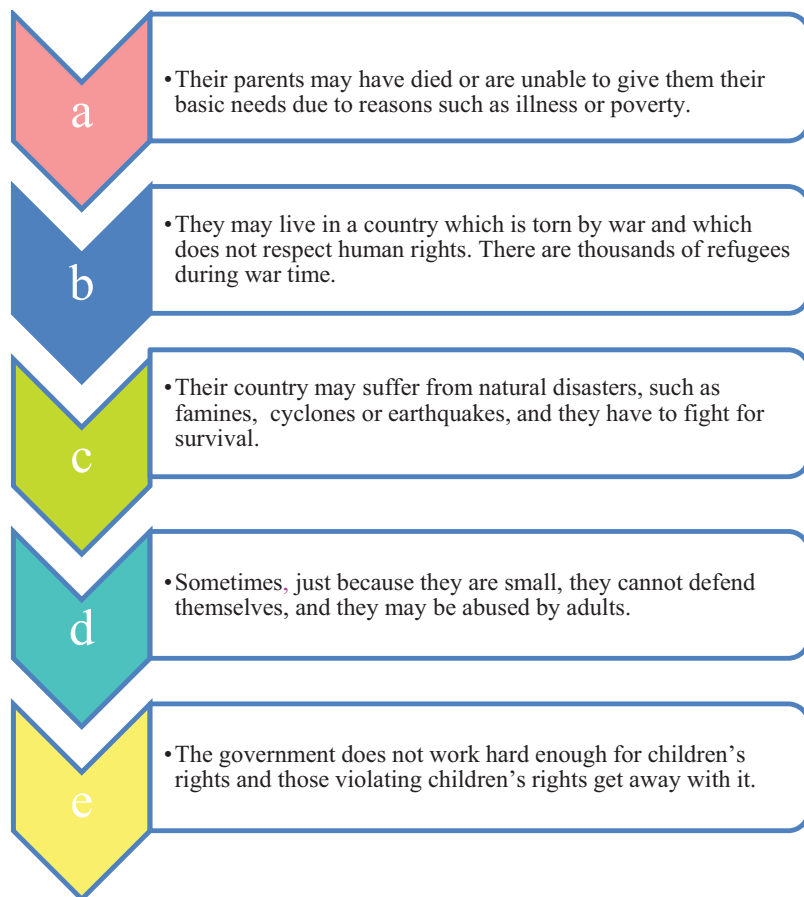 a
•Their parents may have died or are unable to give them their
basic needs due to reasons such as illness or poverty.
b
•They may live in a country which is torn by war and which
does not respect human rights. There are thousands of refugees
during war time.
c
•Their country may suffer from natural disasters, such as
famines,  cyclones or earthquakes, and they have to fight for
survival.
d
•Sometimes, just because they are small, they cannot defend
themselves, and they may be abused by adults.
e
•The government does not work hard enough for children’s
rights and those violating children’s rights get away with it.